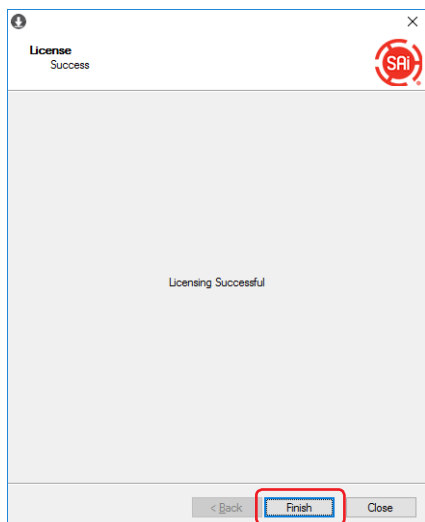 License
Success
SAi
Licensing Successful
< Back
Finish
Close